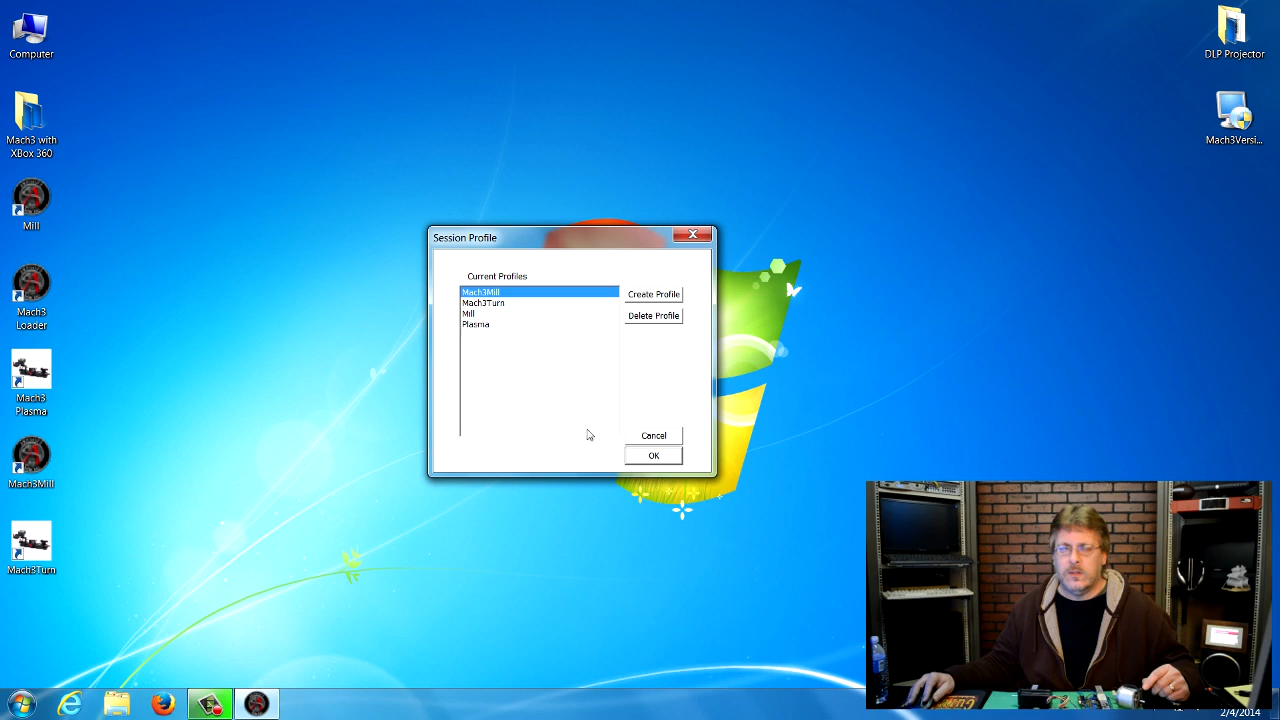 Computer
Mach3 with
XBox 360
Mill
Mach3
Loader
Mach3
Plasma
Mach3Mill
Mach3Turn
DLP Projector
Mach3Versi...
Session Profile
Current Profiles
Mach3Mill
Mach3Turn
Mill
Plasma
Create Profile
Delete Profile
Cancel
OK
2/4/2014